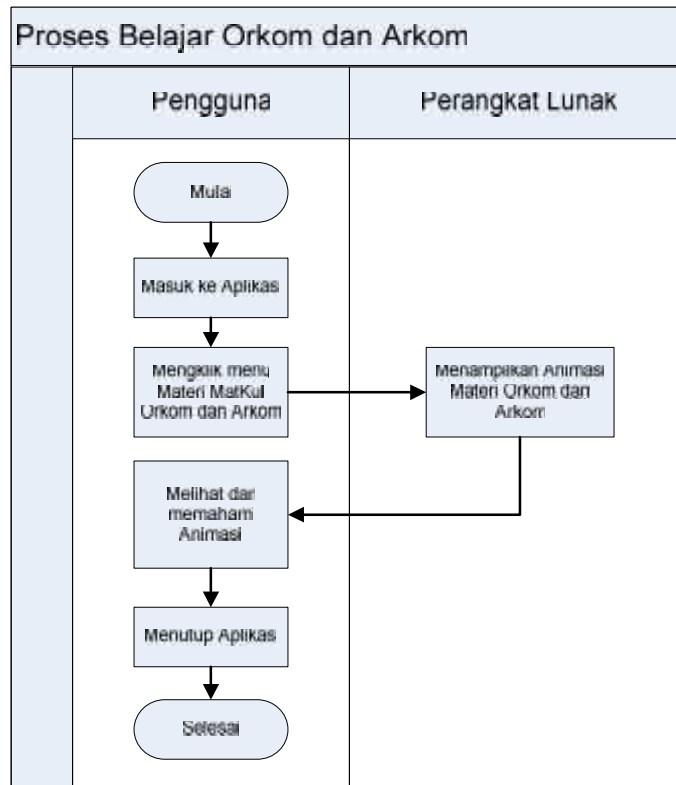 Proses Belajar Orkom dan Arkom
Pengguna
Perangkat Lunak
Mulai
Masuk ke Aplikasi
Mengklik menu
Materi MatKul
Orkom dan Arkom
Menampilkan Animasi
Materi Orkom dan
Arkom
Melihat dan
memahami
Animasi
Menutup Aplikasi
Selesai